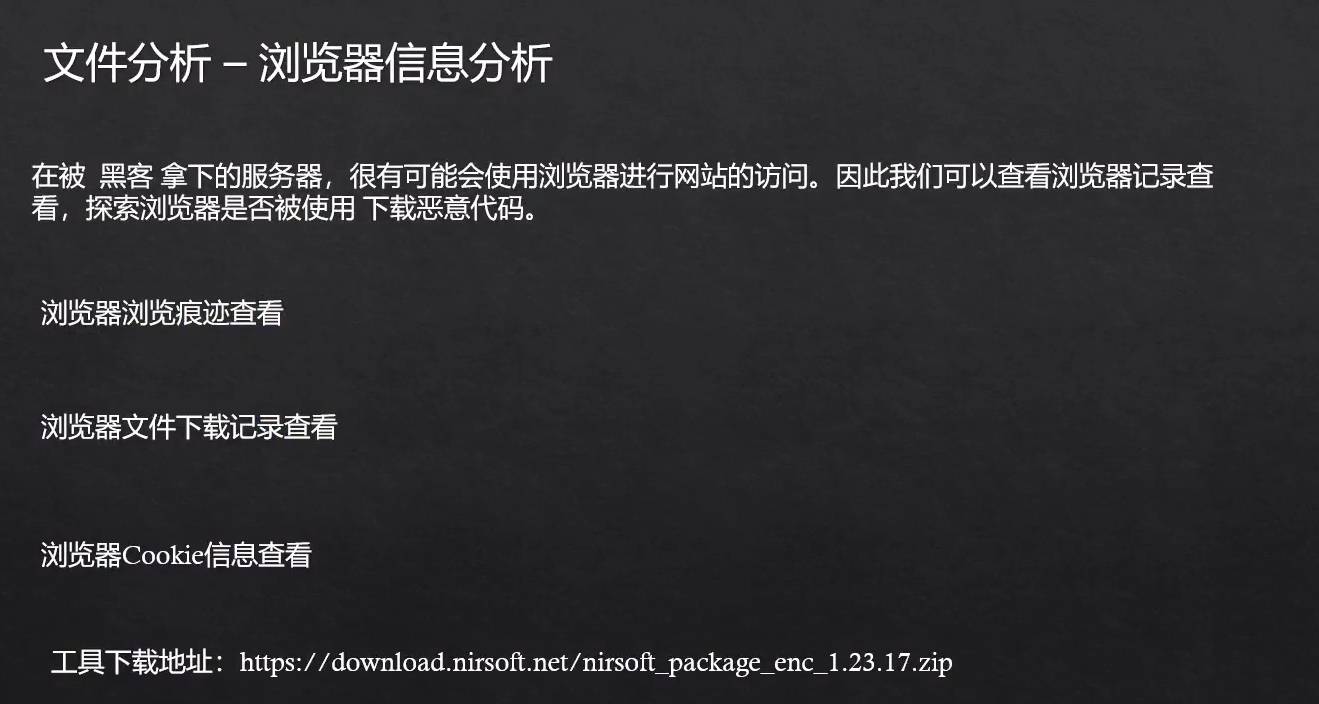 文件分析 – 浏览器信息分析
在被 黑客 拿下的服务器，很有可能会使用浏览器进行网站的访问。因此我们可以查看浏览器记录查
看，探索浏览器是否被使用 下载恶意代码。
浏览器浏览痕迹查看
浏览器文件下载记录查看
浏览器Cookie信息查看
工具下载地址：https://download.nirsoft.net/nirsoft_package_enc_1.23.17.zip